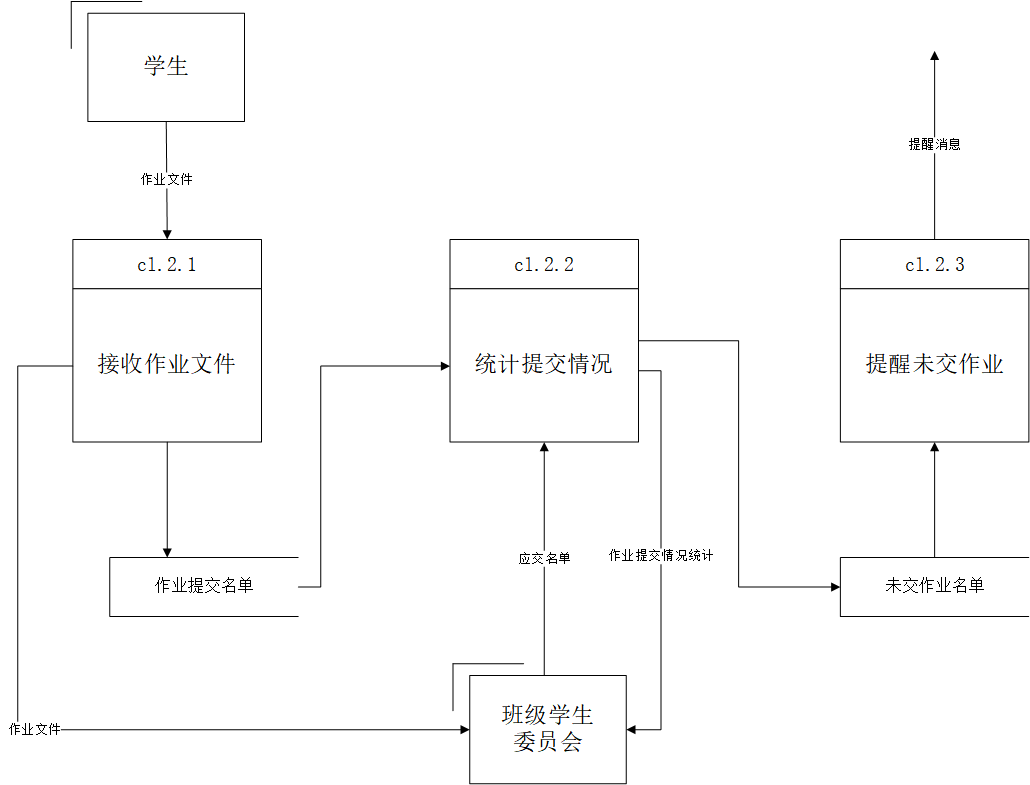 学生
提醒消息
作业文件
c1.2.1
c1.2.2
c1.2.3
接收作业文件
统计提交情况
提醒未交作业
应交名单
作业提交情况统计
作业提交名单
未交作业名单
班级学生
委员会
作业文件